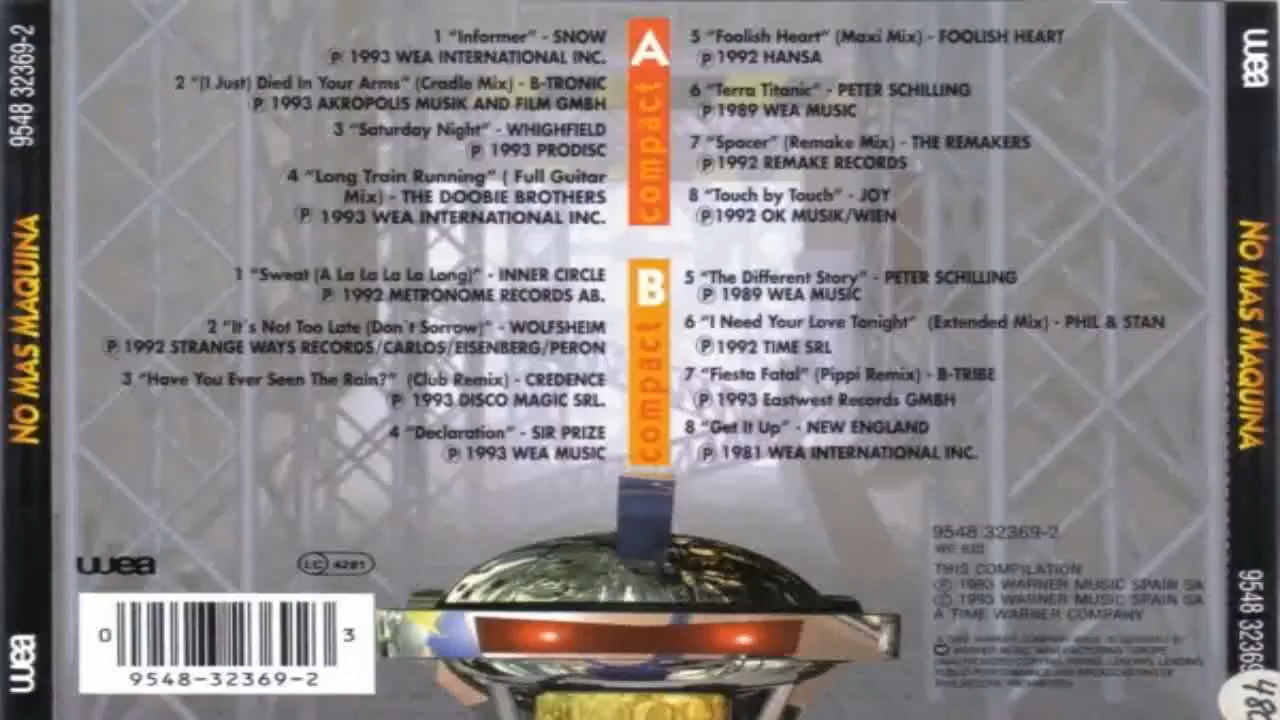 9548 32369-2
NO MAS MAQUINA
wea
1 "Informer" - SNOW
℗ 1993 WEA INTERNATIONAL INC.
2 "(I Just) Died In Your Arms" (Cradle Mix) - B-TRONIC
℗ 1993 AKROPOLIS MUSIK AND FILM GMBH
3 "Saturday Night" - WHIGHFIELD
℗ 1993 PRODISC
4 "Long Train Running" ( Full Guitar
Mix) - THE DOOBIE BROTHERS
℗ 1993 WEA INTERNATIONAL INC.
A compact
5 "Foolish Heart" (Maxi Mix) - FOOLISH HEART
℗ 1992 HANSA
6 "Terra Titanic" - PETER SCHILLING
℗ 1989 WEA MUSIC
7 "Spacer" (Remake Mix) - THE REMAKERS
℗ 1992 REMAKE RECORDS
8 "Touch by Touch" - JOY
℗ 1992 OK MUSIK/WIEN
1 "Sweat (A La La La La Long)" - INNER CIRCLE
℗ 1992 METRONOME RECORDS AB.
2 "It's Not Too Late (Don't Sorrow)" - WOLFSHEIM
℗ 1992 STRANGE WAYS RECORDS/CARLOS/EISENBERG/PERON
3 "Have You Ever Seen The Rain?" (Club Remix) - CREDENCE
℗ 1993 DISCO MAGIC SRL.
4 "Declaration" - SIR PRIZE
℗ 1993 WEA MUSIC
B compact
5 "The Different Story" - PETER SCHILLING
℗ 1989 WEA MUSIC
6 "I Need Your Love Tonight" (Extended Mix) - PHIL & STAN
℗ 1992 TIME SRL
7 "Fiesta Fatal" (Pippi Remix) - B-TRIBE
℗ 1993 Eastwest Records GMBH
8 "Get It Up" - NEW ENGLAND
℗ 1981 WEA INTERNATIONAL INC.
wea
LC 4281
0 3
9548-32369-2
9548 32369-2
THIS COMPILATION
℗ 1993 WARNER MUSIC SPAIN SA
© 1993 WARNER MUSIC SPAIN SA
A TIME WARNER COMPANY
wea
NO MAS MAQUINA
9548 32369
480